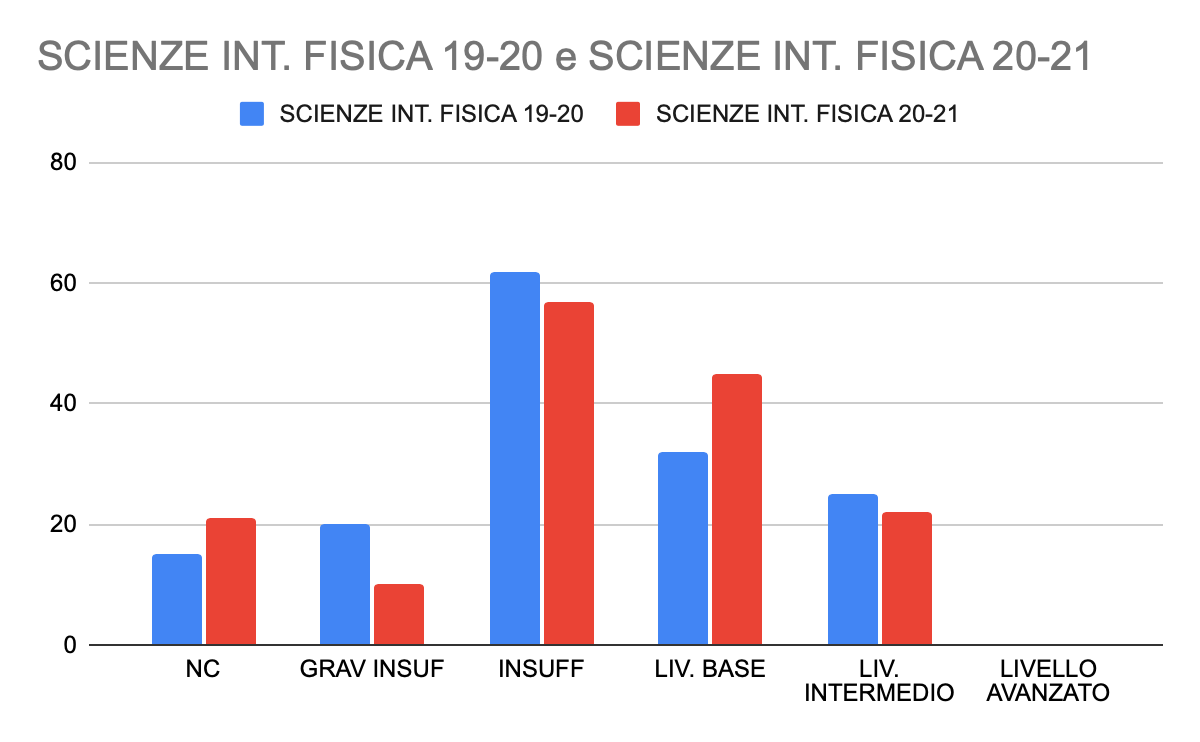 SCIENZE INT. FISICA 19-20 e SCIENZE INT. FISICA 20-21
SCIENZE INT. FISICA 19-20 SCIENZE INT. FISICA 20-21
80
60
40
20
0
NC GRAV INSUF INSUFF LIV. BASE LIV. LIVELLO
INTERMEDIO AVANZATO